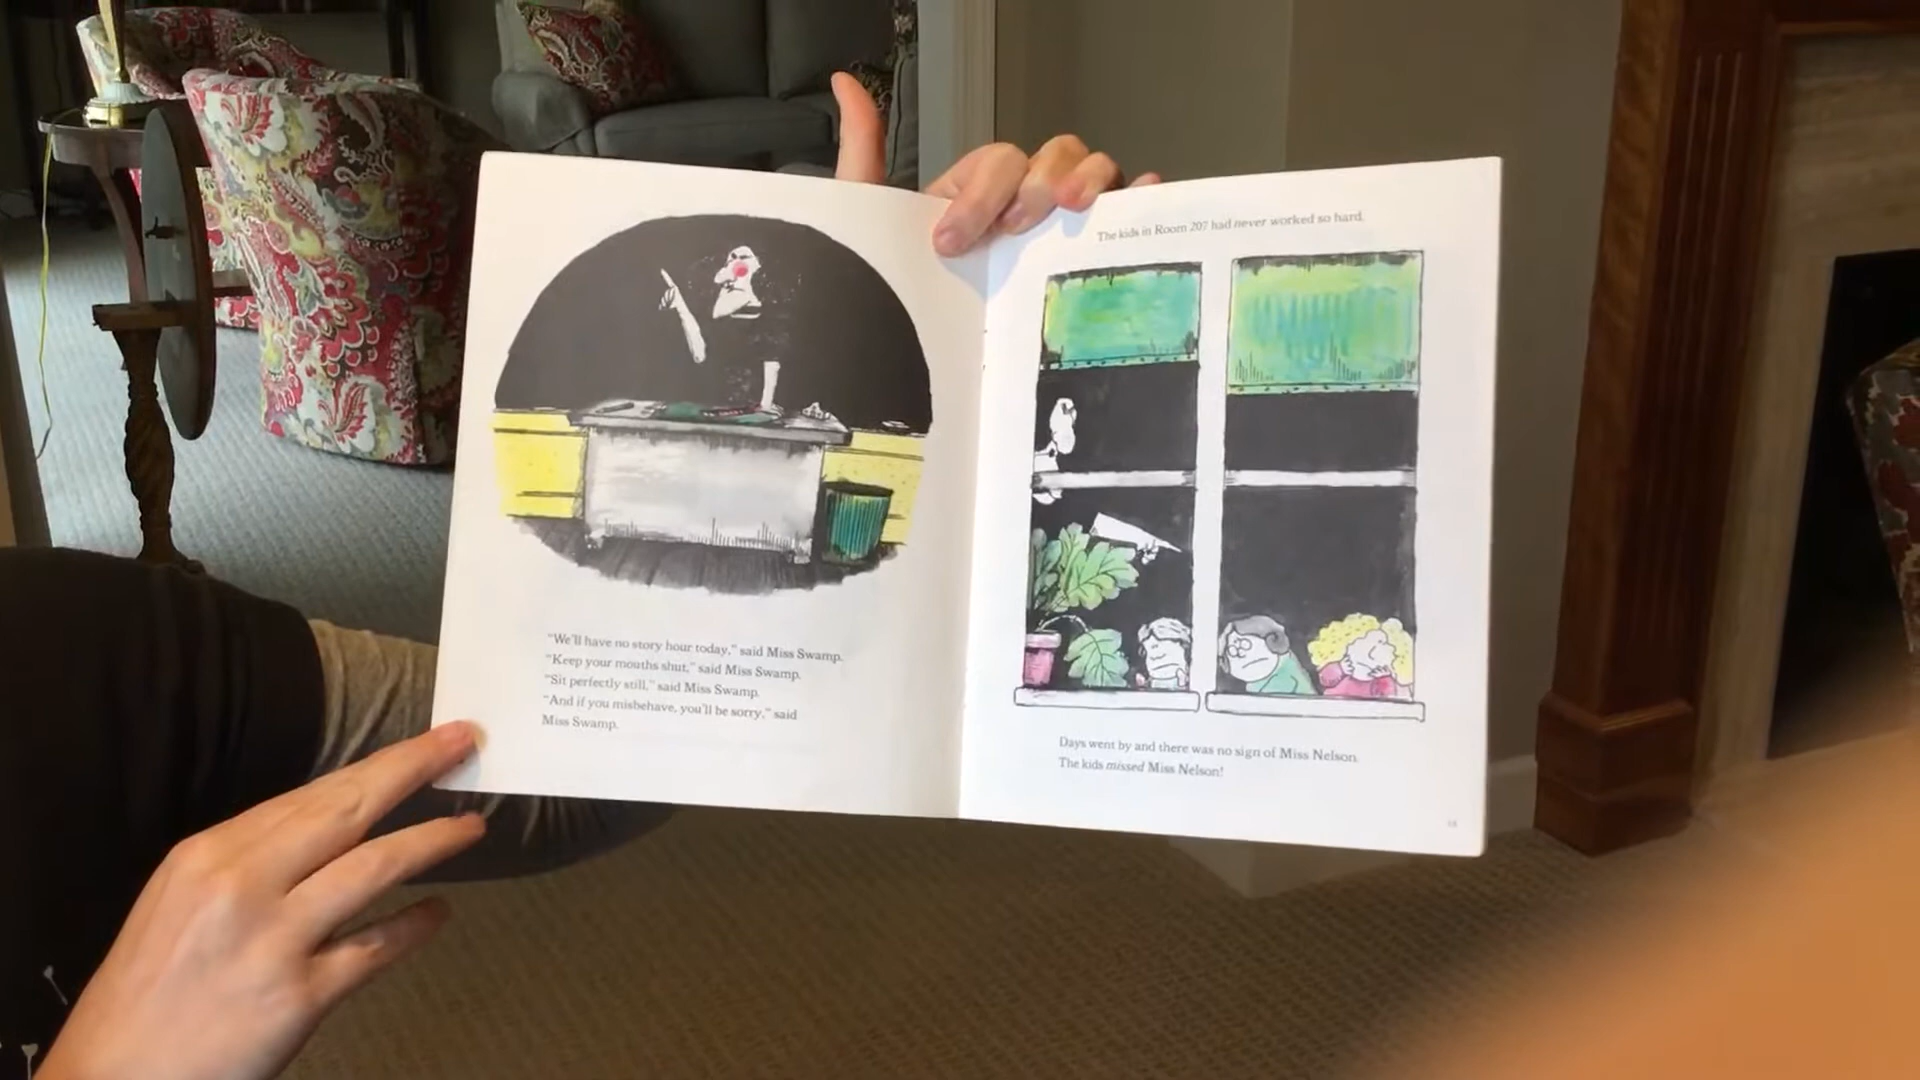 "We'll have no story hour today," said Miss Swamp.
"Keep your mouths shut," said Miss Swamp.
"Sit perfectly still," said Miss Swamp.
"And if you misbehave, you'll be sorry," said
Miss Swamp.
The kids in Room 207 had never worked so hard.
Days went by and there was no sign of Miss Nelson.
The kids missed Miss Nelson!